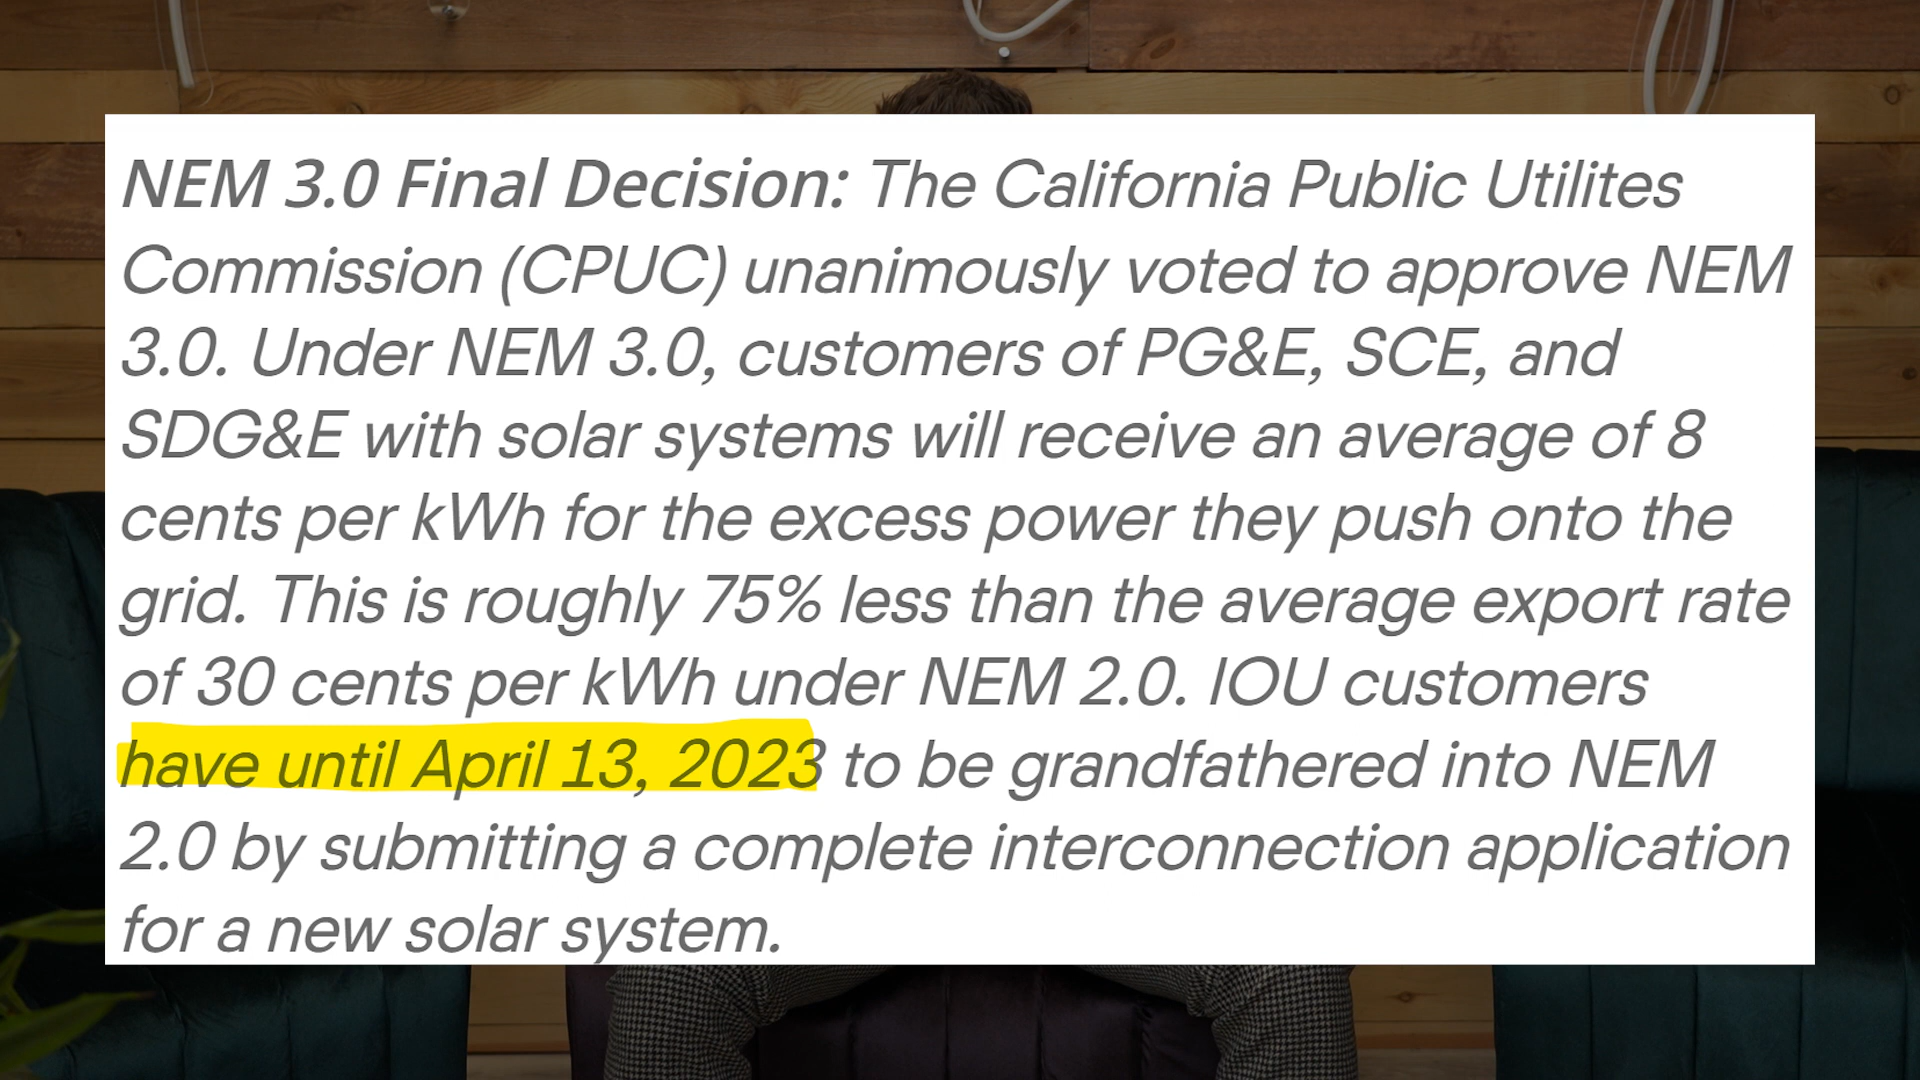 NEM 3.0 Final Decision: The California Public Utilites
Commission (CPUC) unanimously voted to approve NEM
3.0. Under NEM 3.0, customers of PG&E, SCE, and
SDG&E with solar systems will receive an average of 8
cents per kWh for the excess power they push onto the
grid. This is roughly 75% less than the average export rate
of 30 cents per kWh under NEM 2.0. IOU customers
have until April 13, 2023 to be grandfathered into NEM
2.0 by submitting a complete interconnection application
for a new solar system.